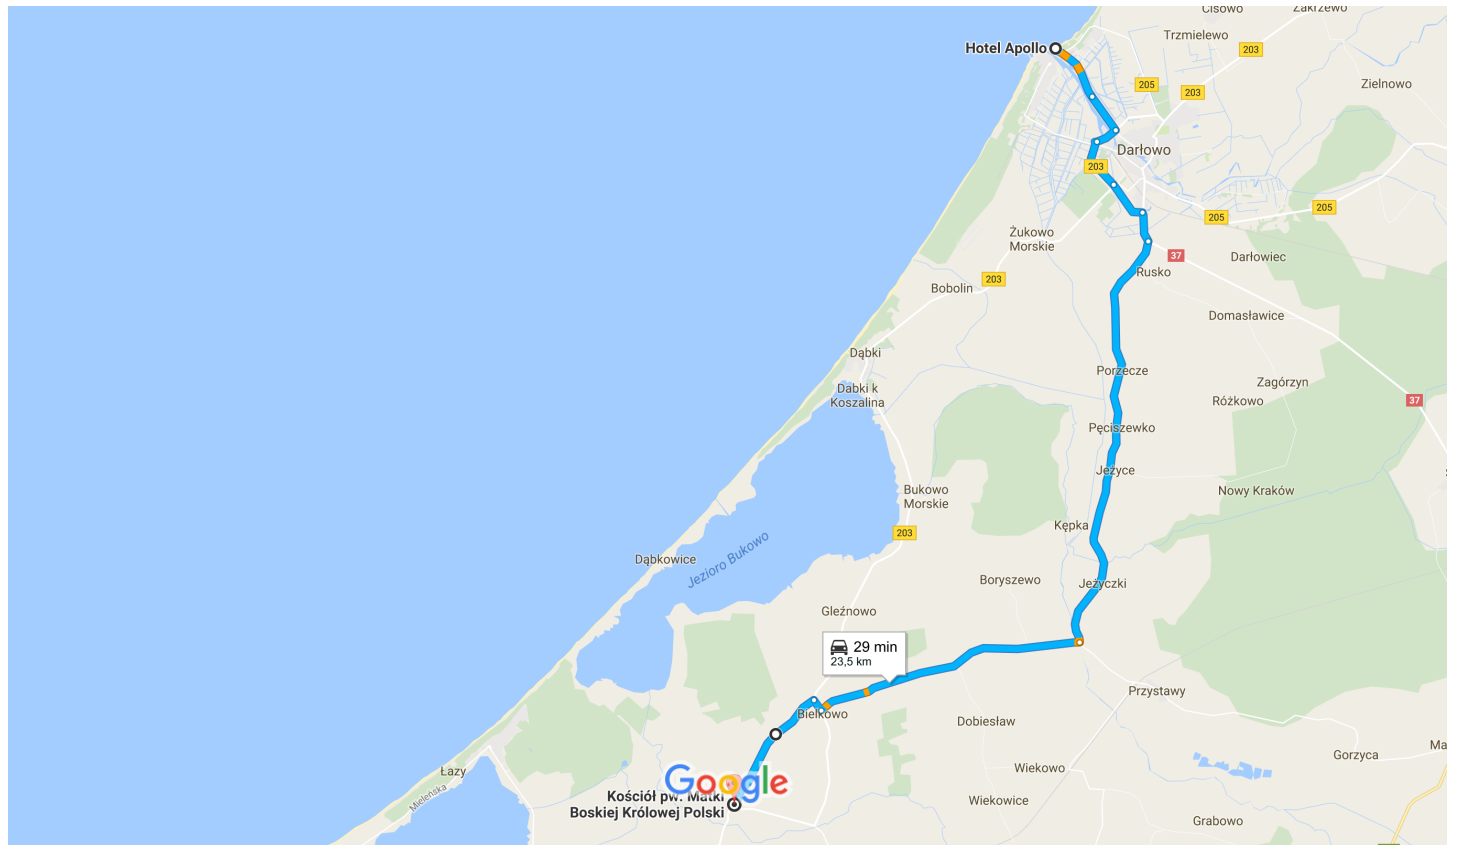 Cisowo
Zakrzewo
Hotel Apollo
Trzmielewo
203
205
203
Zielnowo
Darłowo
203
205
205
Żukowo
Morskie
37
Darłowiec
Rusko
203
Bobolin
Domasławice
Dąbki
Porzecze
Zagórzyn
Dabki k
Koszalina
Różkowo
37
Pęciszewko
Jeżyce
Bukowo
Morskie
Nowy Kraków
Kępka
203
Jezioro Bukowo
Dąbkowice
Boryszewo
Jeżyczki
Gleźnowo
29 min
23,5 km
Przystawy
Bielkowo
Dobiesław
Gorzyca
Ma
Łazy
Wiekowo
Google
Mieleńska
Kościół pw. Matki
Boskiej Królowej Polski
Wiekowice
Grabowo